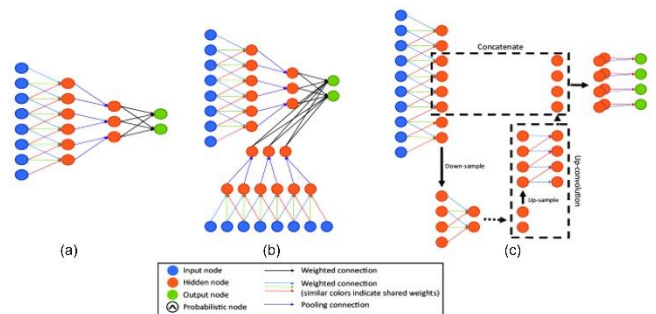 Concatenate
Down-sample
Up-sample
Up-convolution
(a)
(b)
(c)
Input node
Hidden node
Output node
Probabilistic node
Weighted connection
Weighted connection
(similar colors indicate shared weights)
Pooling connection